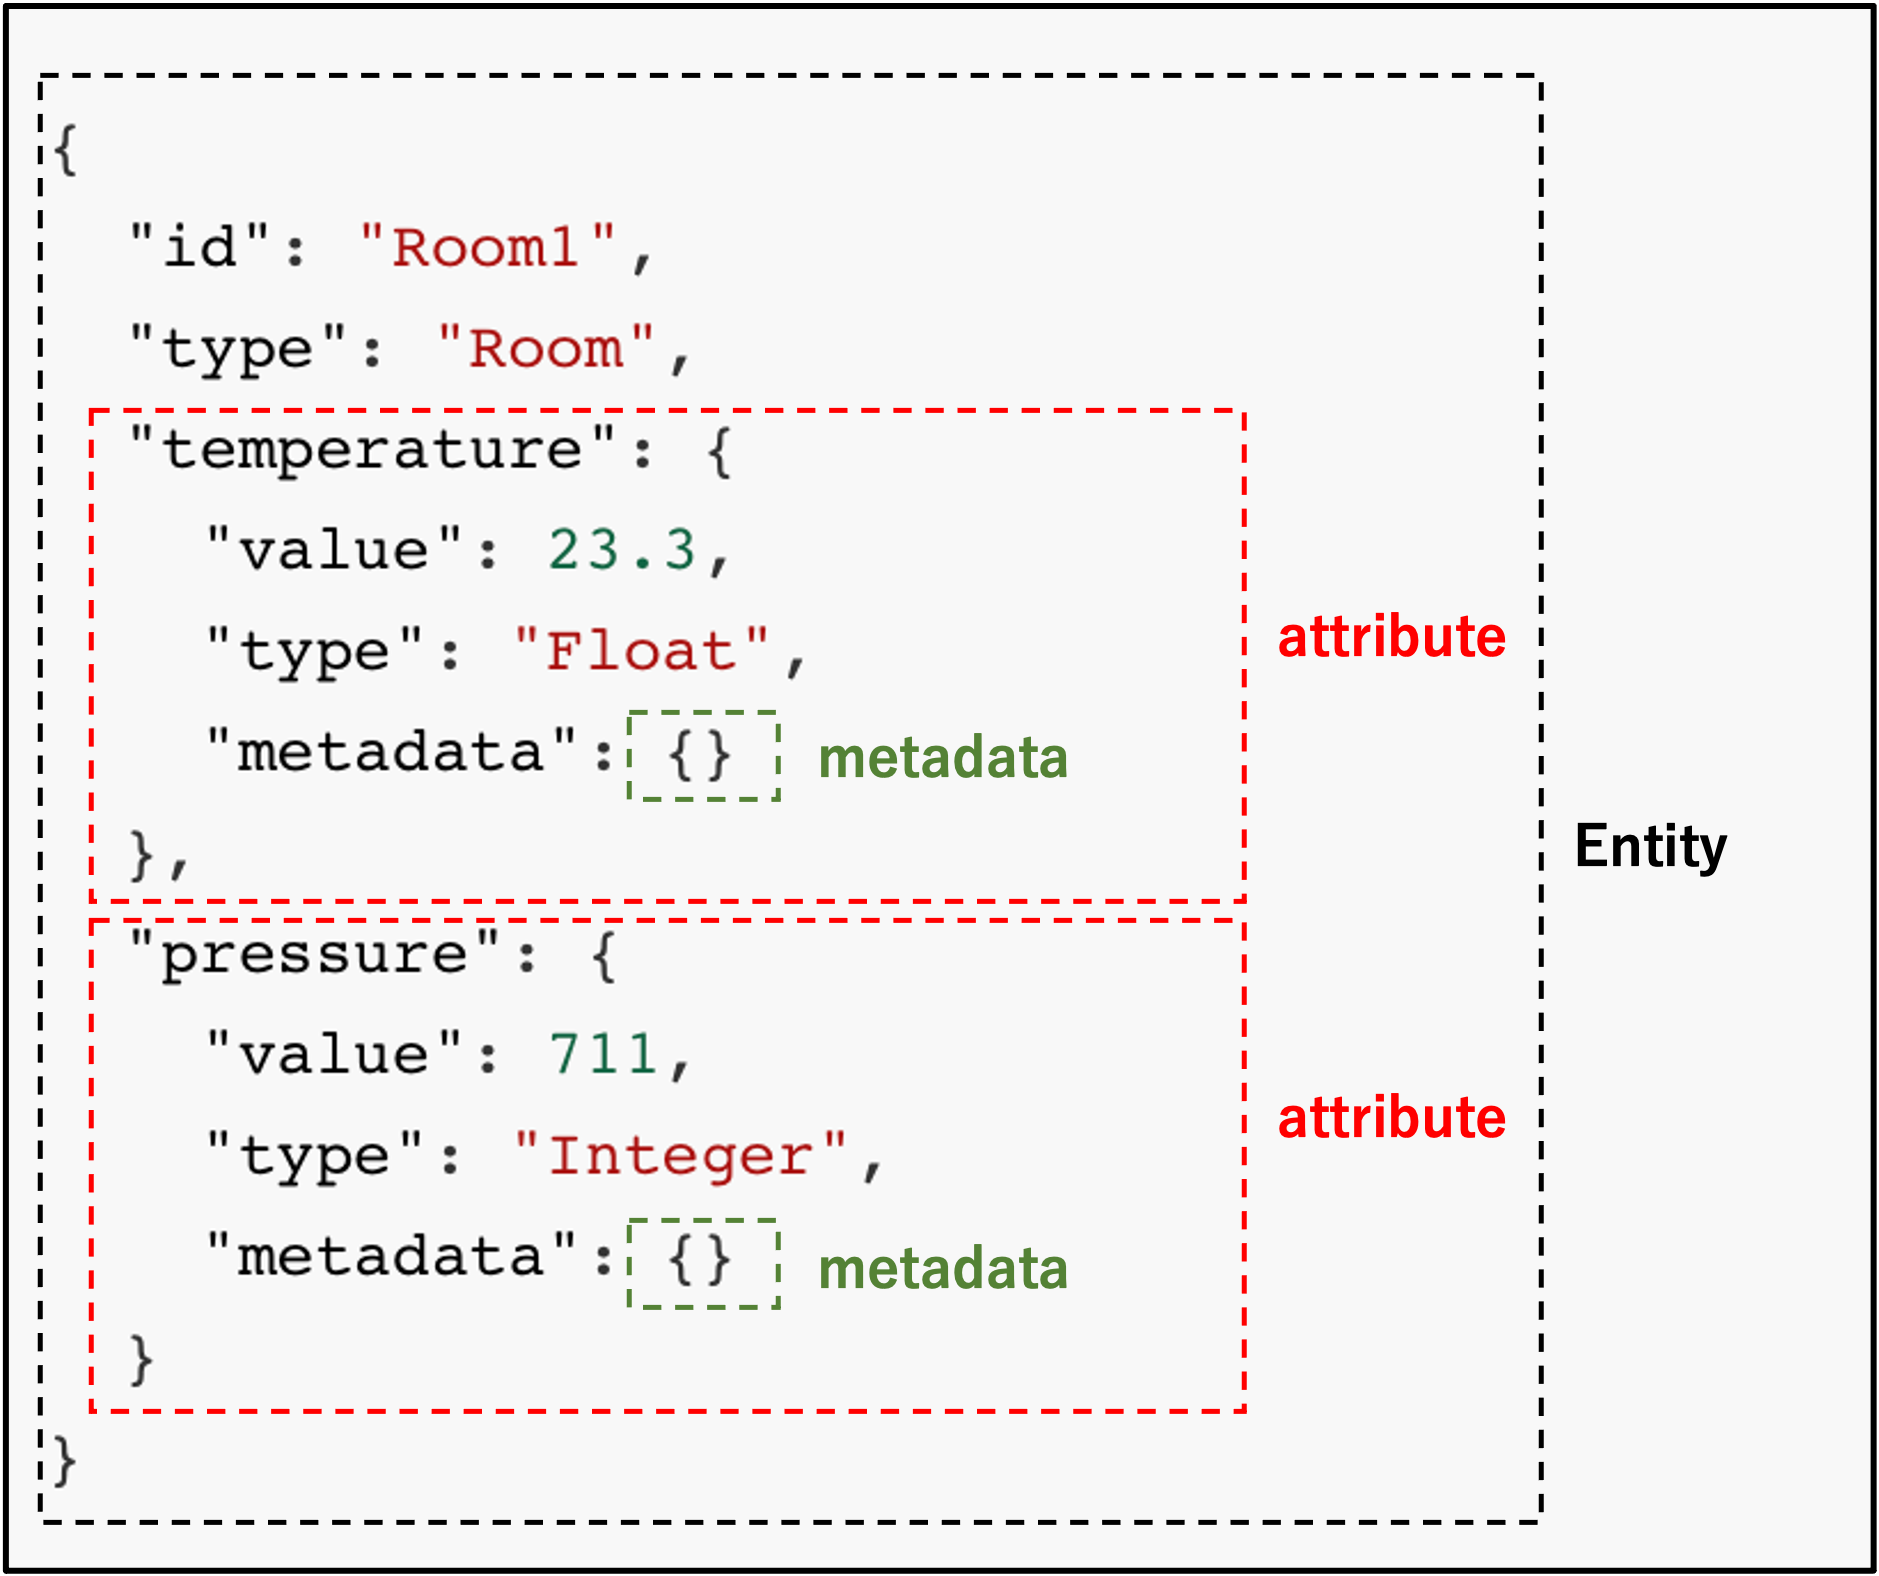 {
"id": "Room1",
"type": "Room",
"temperature": {
"value": 23.3,
"type": "Float",
attribute
"metadata": {} metadata
Entity
},
"pressure": {
"value": 711,
"type": "Integer",
attribute
"metadata": {} metadata
}
}